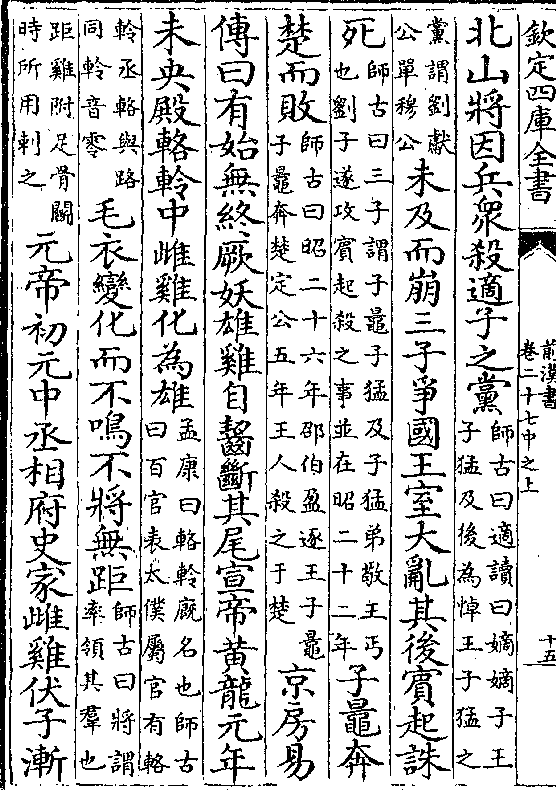 欽定四庫全書
前漢書
卷二十七中之上
十五
北山將因兵衆殺適子之黨師古曰適讀曰嫡嫡子王
子猛及後為悼王子猛之
黨謂劉獻
公單穆公未及而崩三子爭國王室大亂其後賓起誅
死師古曰三子謂子鼂子猛及子猛弟敬王丐
也劉子遂攻賓起殺之事並在昭二十二年子鼂奔
楚而敗師古曰昭二十六年邵伯盈逐王子鼂
子鼂奔楚定公五年王人殺之于楚京房易
傳曰有始無終厥妖雄雞自齧斷其尾宣帝黃龍元年
未央殿輅軨中雌雞化為雄孟康曰輅軨廐名也師古
曰百官表太僕屬官有輅
軨丞輅與路
同軨音零毛衣變化而不鳴不將無距師古曰將謂
率領其羣也
距雞附足骨鬭
時所用刺之元帝初元中丞相府史家雌雞伏子漸